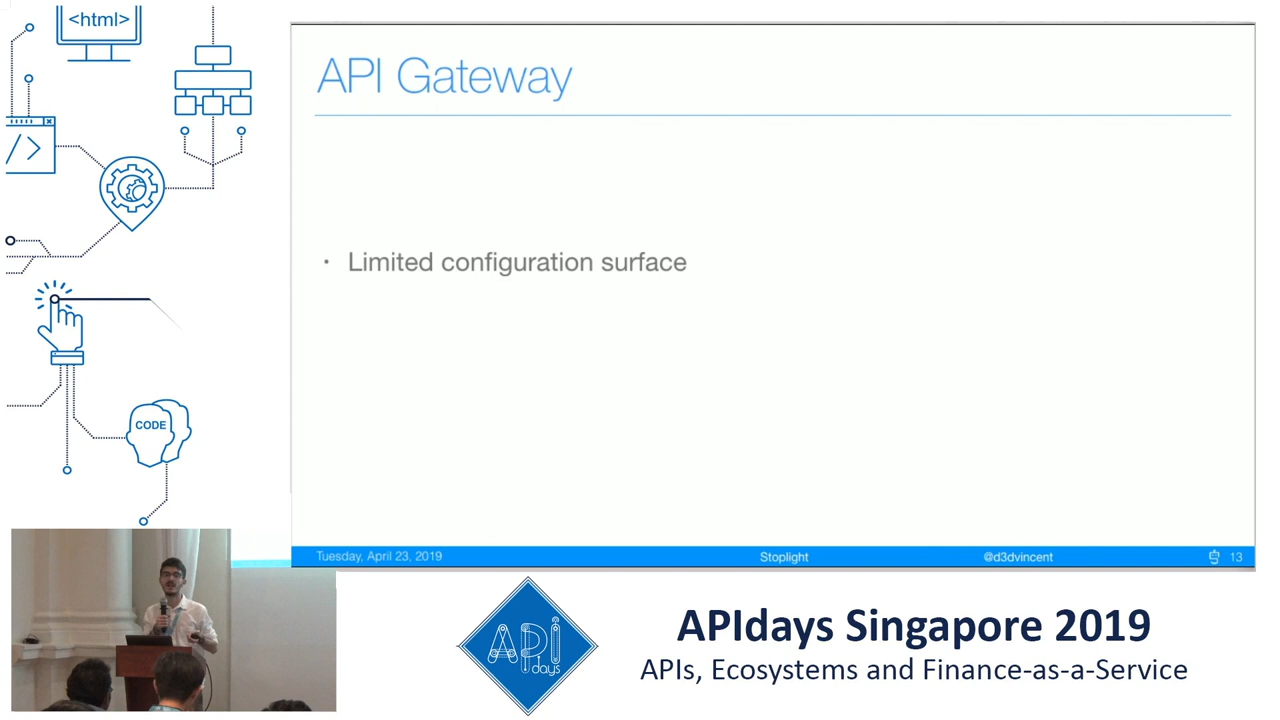 <html>
API Gateway
</>
• Limited configuration surface
CODE
Tuesday, April 23, 2019
Stoplight
@d3dvincent
13
API
days
APIdays Singapore 2019
APIs, Ecosystems and Finance-as-a-Service